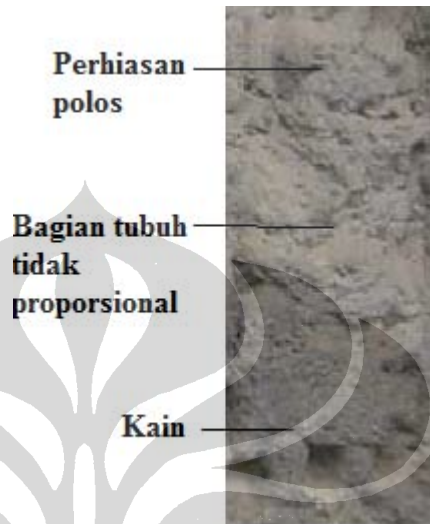 Perhiasan
polos
Bagian tubuh
tidak
proporsional
Kain